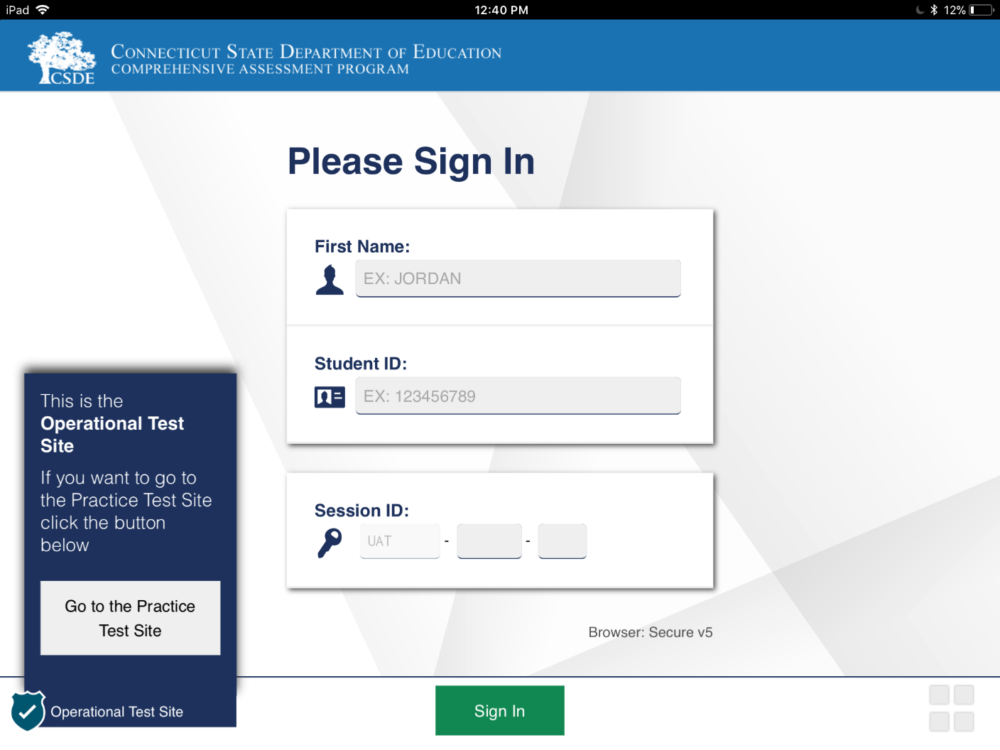 iPad
12:40 PM
12%
CSDE
CONNECTICUT STATE DEPARTMENT OF EDUCATION
COMPREHENSIVE ASSESSMENT PROGRAM
Please Sign In
First Name:
EX: JORDAN
Student ID:
EX: 123456789
This is the
Operational Test
Site
If you want to go to
the Practice Test Site
click the button
below
Go to the Practice
Test Site
Session ID:
UAT - -
Browser: Secure v5
Operational Test Site
Sign In